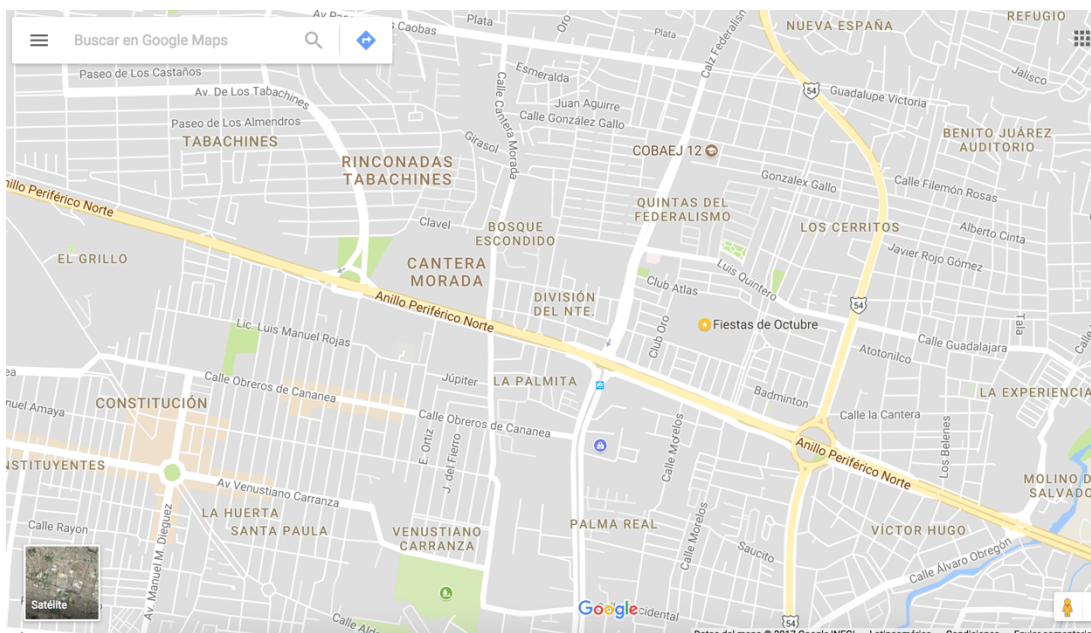 Buscar en Google Maps
Caobas
Plata
Oro
Plata
Calz Federalismo
NUEVA ESPAÑA
REFUGIO
Jalisco
Paseo de Los Castaños
Av. De Los Tabachines
Paseo de Los Almendros
TABACHINES
RINCONADAS
TABACHINES
Calle Cantera Morada
Esmeralda
Juan Aguirre
Calle González Gallo
Girasol
54
Guadalupe Victoria
BENITO JUÁREZ
AUDITORIO
COBAEJ 12
Gonzalex Gallo
Calle Filemón Rosas
Anillo Periférico Norte
Clavel
BOSQUE
ESCONDIDO
QUINTAS DEL
FEDERALISMO
LOS CERRITOS
Alberto Cinta
Javier Rojo Gómez
EL GRILLO
CANTERA
MORADA
Anillo Periférico Norte
DIVISIÓN
DEL NTE.
Club Atlas
Luis Quintero
54
Fiestas de Octubre
Club Oro
Tala
Calle Guadalajara
Atotonilco
Lic. Luis Manuel Rojas
Calle Obreros de Cananea
Júpiter
LA PALMITA
Badminton
LA EXPERIENCIA
CONSTITUCIÓN
nuel Amaya
Calle Obreros de Cananea
Calle Morelos
Calle la Cantera
Los Belenes
Anillo Periférico Norte
NSTITUYENTES
E. Ortiz
J. del Fierro
Av Venustiano Carranza
MOLINO D
SALVADO
LA HUERTA
SANTA PAULA
Calle Rayon
Av. Manuel M. Dieguez
VENUSTIANO
CARRANZA
PALMA REAL
Calle Morelos
Saucito
VÍCTOR HUGO
Calle Álvaro Obregón
Satélite
Google
cidental
54